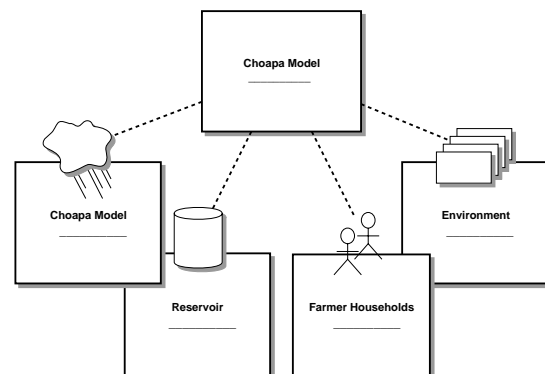 Choapa Model
Choapa Model
Environment
Reservoir
Farmer Households